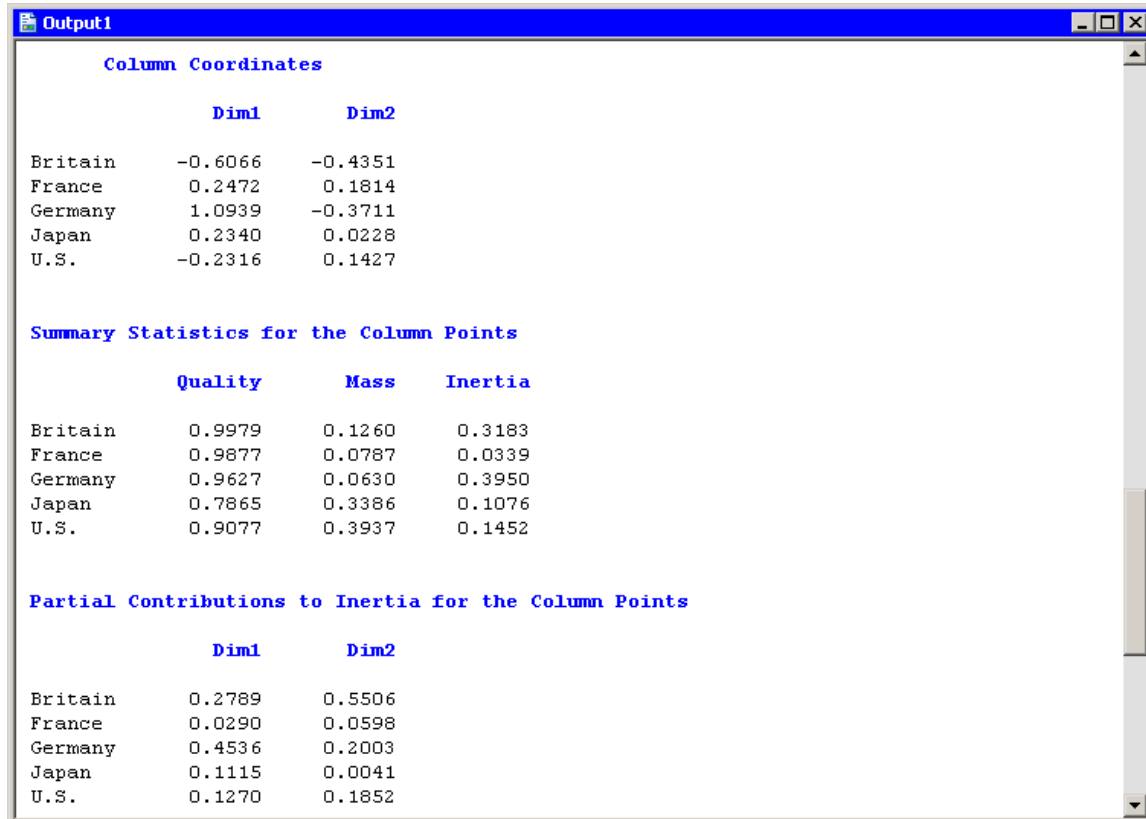 Output1
Column Coordinates
Dim1 Dim2
Britain -0.6066 -0.4351
France 0.2472 0.1814
Germany 1.0939 -0.3711
Japan 0.2340 0.0228
U.S. -0.2316 0.1427
Summary Statistics for the Column Points
Quality Mass Inertia
Britain 0.9979 0.1260 0.3183
France 0.9877 0.0787 0.0339
Germany 0.9627 0.0630 0.3950
Japan 0.7865 0.3386 0.1076
U.S. 0.9077 0.3937 0.1452
Partial Contributions to Inertia for the Column Points
Dim1 Dim2
Britain 0.2789 0.5506
France 0.0290 0.0598
Germany 0.4536 0.2003
Japan 0.1115 0.0041
U.S. 0.1270 0.1852